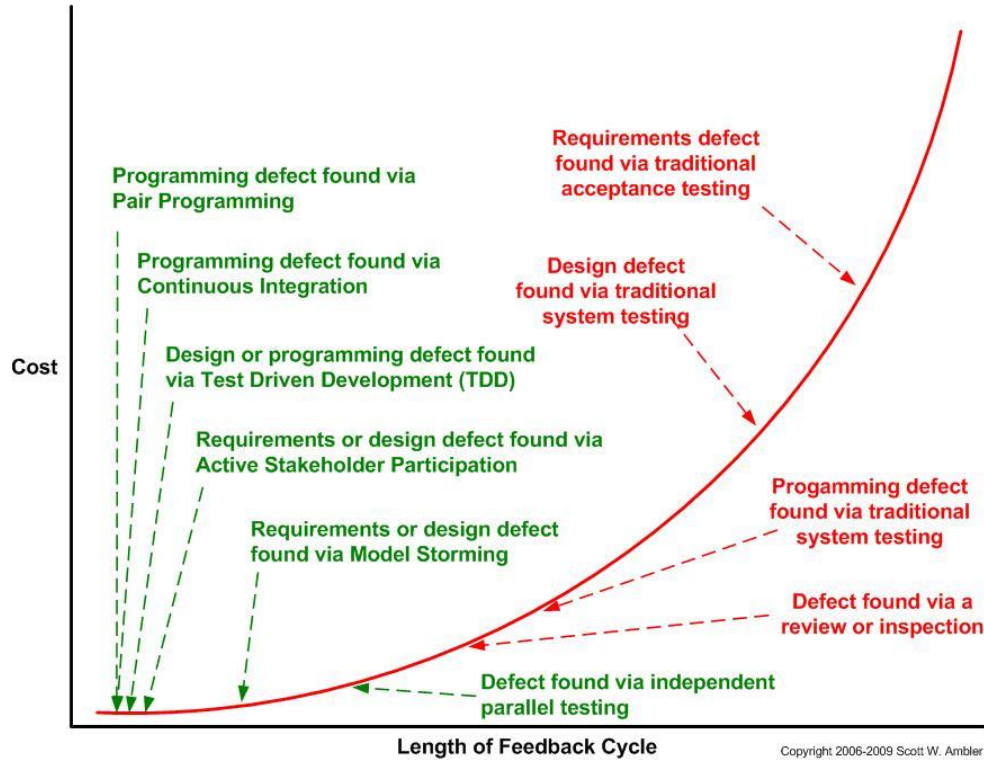 Programming defect found via
Pair Programming
Programming defect found via
Continuous Integration
Design or programming defect found
via Test Driven Development (TDD)
Requirements or design defect found via
Active Stakeholder Participation
Requirements or design defect
found via Model Storming
Requirements defect
found via traditional
acceptance testing
Design defect
found via traditional
system testing
Progamming defect
found via traditional
system testing
Defect found via a
review or inspection
Defect found via independent
parallel testing
Cost
Length of Feedback Cycle
Copyright 2006-2009 Scott W. Ambler